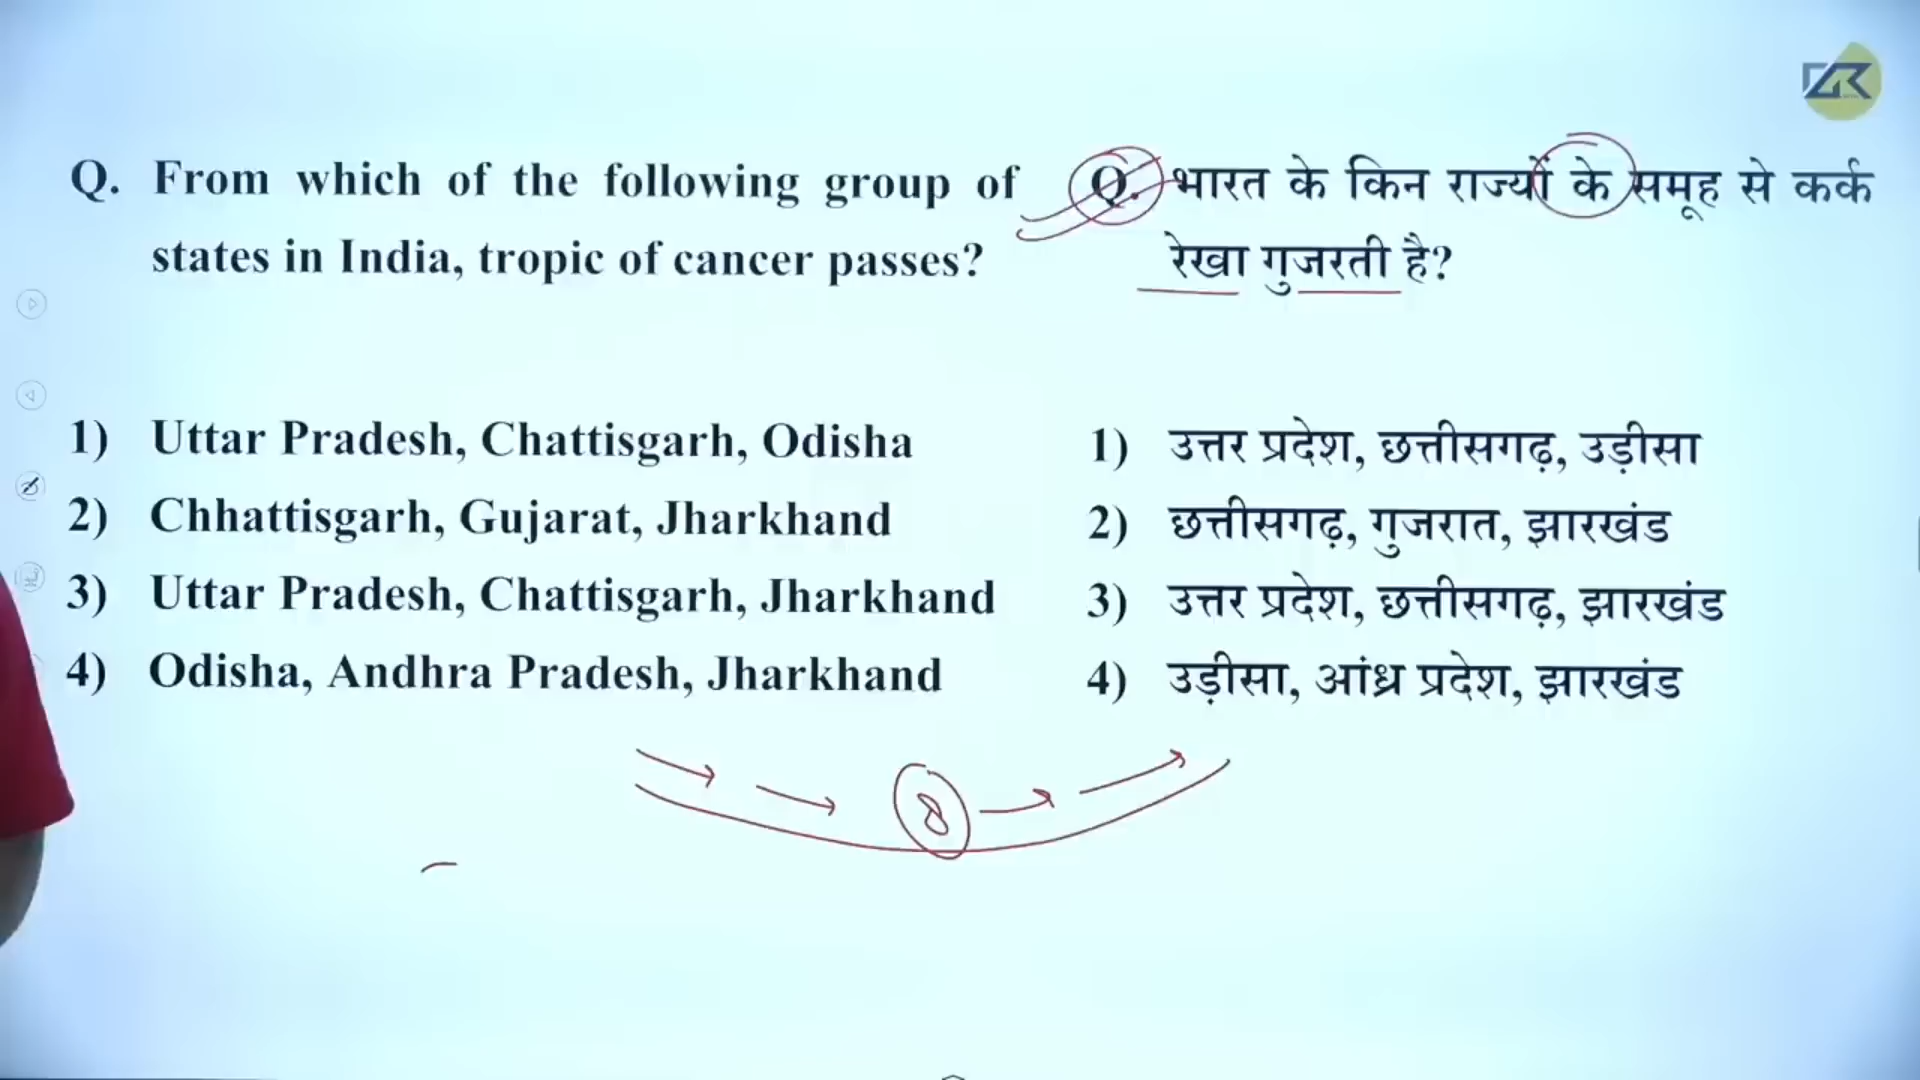 Q. From which of the following group of
states in India, tropic of cancer passes?
1) Uttar Pradesh, Chattisgarh, Odisha
2) Chhattisgarh, Gujarat, Jharkhand
3) Uttar Pradesh, Chattisgarh, Jharkhand
4) Odisha, Andhra Pradesh, Jharkhand
Q. भारत के किन राज्यों के समूह से कर्क
रेखा गुजरती है?
1) उत्तर प्रदेश, छत्तीसगढ़, उड़ीसा
2) छत्तीसगढ़, गुजरात, झारखंड
3) उत्तर प्रदेश, छत्तीसगढ़, झारखंड
4) उड़ीसा, आंध्र प्रदेश, झारखंड
8